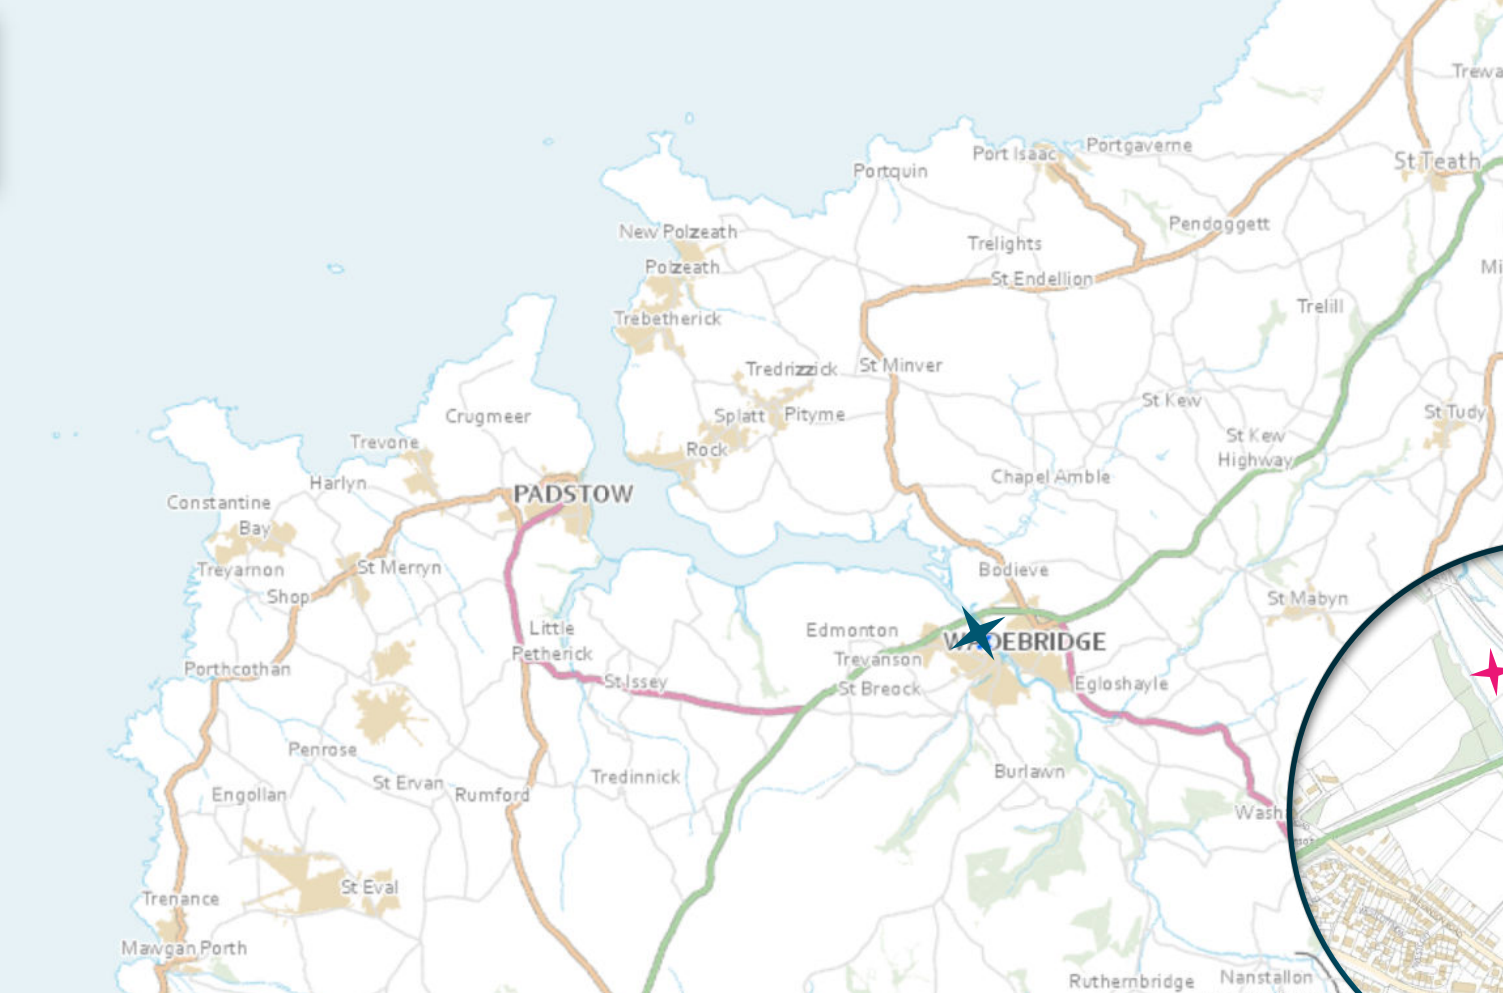 Trewa
Port Isaac
Portgaverne
St Teath
Portquin
New Polzeath
Pendoggett
Trelights
Polzeath
St Endellion
Mi
Trebetherick
Trelill
Tredrizzick
St Minver
Crugmeer
Splatt
Pityme
St Kew
St Tudy
Trevone
Rock
St Kew
Highway
Harlyn
Chapel Amble
PADSTOW
Constantine
Bay
Treyarnon
St Merryn
Bodieve
Shop
St Mabyn
Little
Petherick
Edmonton
WADEBRIDGE
Trevanson
Porthcothan
St Issey
St Breock
Egloshayle
Penrose
St Ervan
Tredinnick
Burlawn
Engollan
Rumford
Wash
St Eval
Trenance
Mawgan Porth
Ruthernbridge
Nanstallon